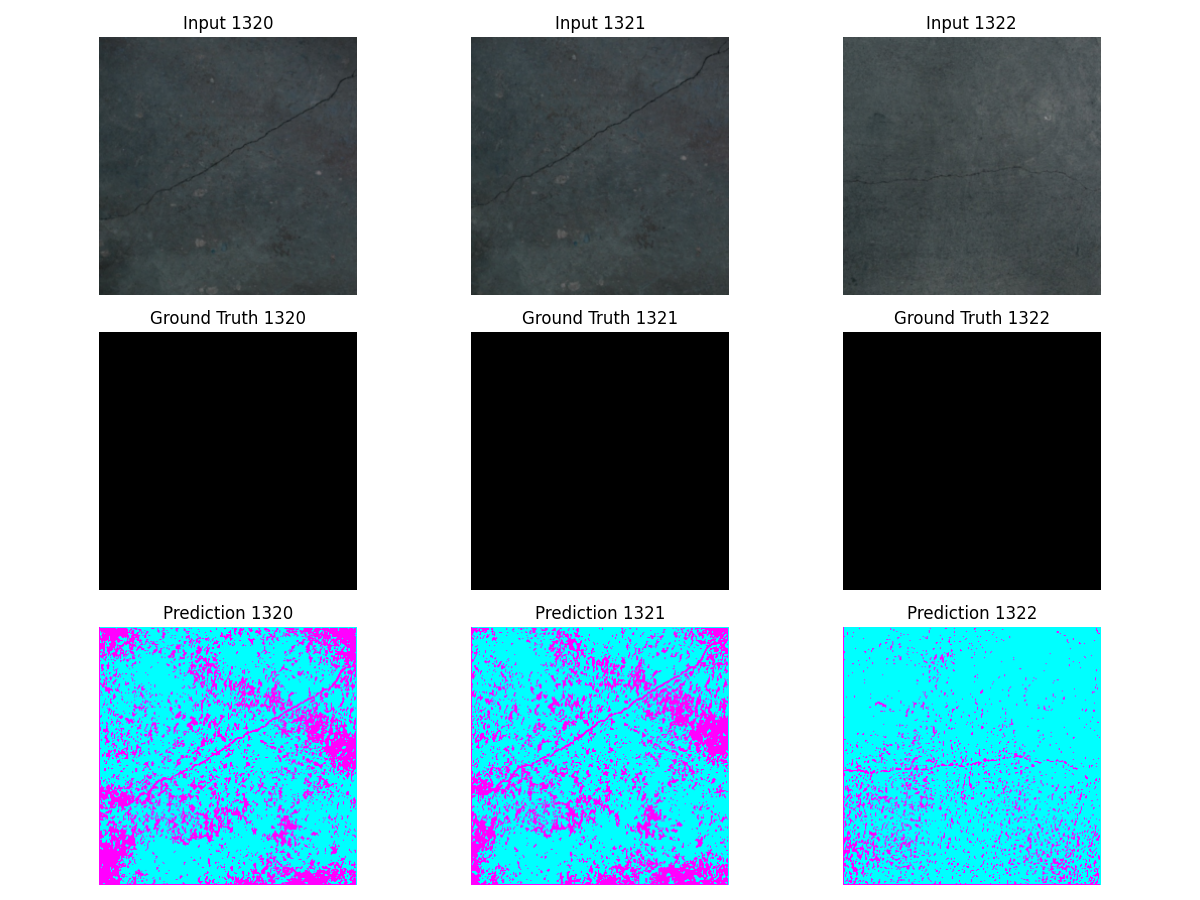 Input 1320
Input 1321
Input 1322
Ground Truth 1320
Ground Truth 1321
Ground Truth 1322
Prediction 1320
Prediction 1321
Prediction 1322